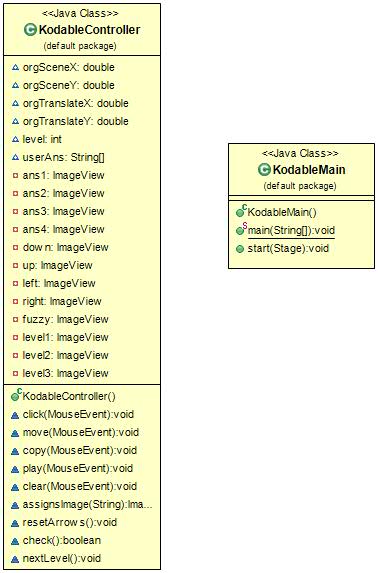 <<Java Class>>
KodableController
(default package)
orgSceneX: double
orgSceneY: double
orgTranslateX: double
orgTranslateY: double
level: int
userAns: String[]
ans1: ImageView
ans2: ImageView
ans3: ImageView
ans4: ImageView
down: ImageView
up: ImageView
left: ImageView
right: ImageView
fuzzy: ImageView
level1: ImageView
level2: ImageView
level3: ImageView
KodableController()
click(MouseEvent):void
move(MouseEvent):void
copy(MouseEvent):void
play(MouseEvent):void
clear(MouseEvent):void
assignsImage(String):Ima...
resetArrows():void
check():boolean
nextLevel():void
<<Java Class>>
KodableMain
(default package)
KodableMain()
main(String[]):void
start(Stage):void